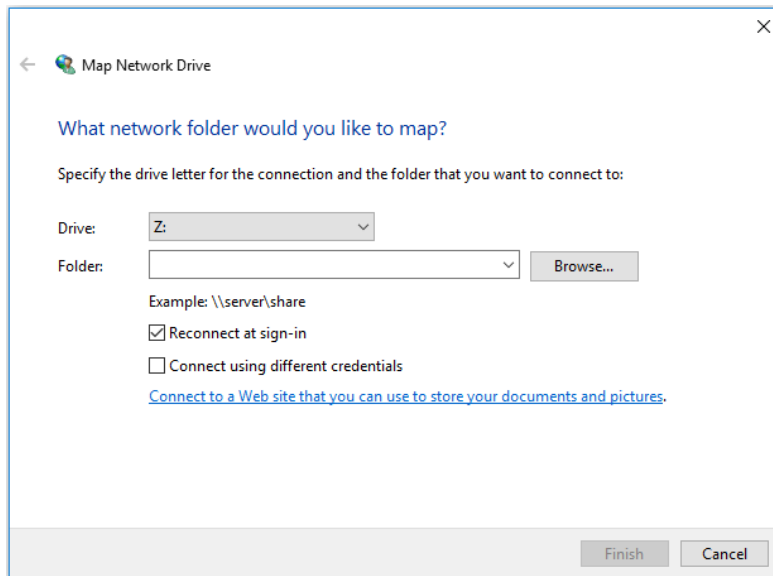 Map Network Drive
What network folder would you like to map?
Specify the drive letter for the connection and the folder that you want to connect to:
Drive: Z:
Folder: Browse...
Example: \\server\share
Reconnect at sign-in
Connect using different credentials
Connect to a Web site that you can use to store your documents and pictures.
Finish Cancel